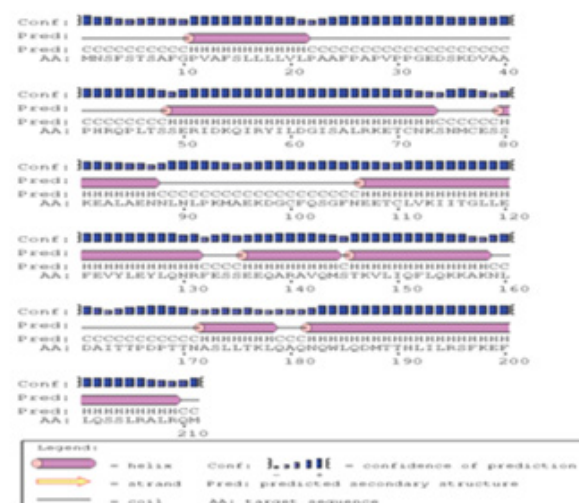 Conf:
Pred:
Pred: CCCCCCCCCCHHHHHHHHHHHCCCCCCCCCCCCCCCCCCC
AA: MNSFSTSAFGPVAFSLLLLVLPAAFPAPVPPGEDSKDVAA
10 20 30 40
Conf:
Pred:
Pred: CCCCCCCCHHHHHHHHHHHHHHHHHHHHHHHHHCCCCCCH
AA: PHRQPLTSSERIDKQIRYILDGISALRKETCNKSNMCESS
50 60 70 80
Conf:
Pred:
Pred: HHHHHHHCCCCCCCCCCCCCCCCCCCHHHHHHHHHHHHHH
AA: KEALAENNLNLPKMAEKDGCFQSGFNEETCLVKIITGLLE
90 100 110 120
Conf:
Pred:
Pred: HHHHHHHHHHHCCCCHHHHHHHHHCHHHHHHHHHHHHHCC
AA: FEVYLEYLQNRFESSEEQARAVQMSTKVLIQFLQKKAKNL
130 140 150 160
Conf:
Pred:
Pred: CCCCCCCCCCCHHHHHHHCCCHHHHHHHHHHHHHHHHHHH
AA: DAITTPDPTTNASLLTKLQAQNQWLQDMTTHLILRSFKEF
170 180 190 200
Conf:
Pred:
Pred: HHHHHHHHHCC
AA: LQSSLRALRQM
210
Legend:
= helix Conf: = confidence of prediction
= strand Pred: predicted secondary structure
= coil AA: target sequence